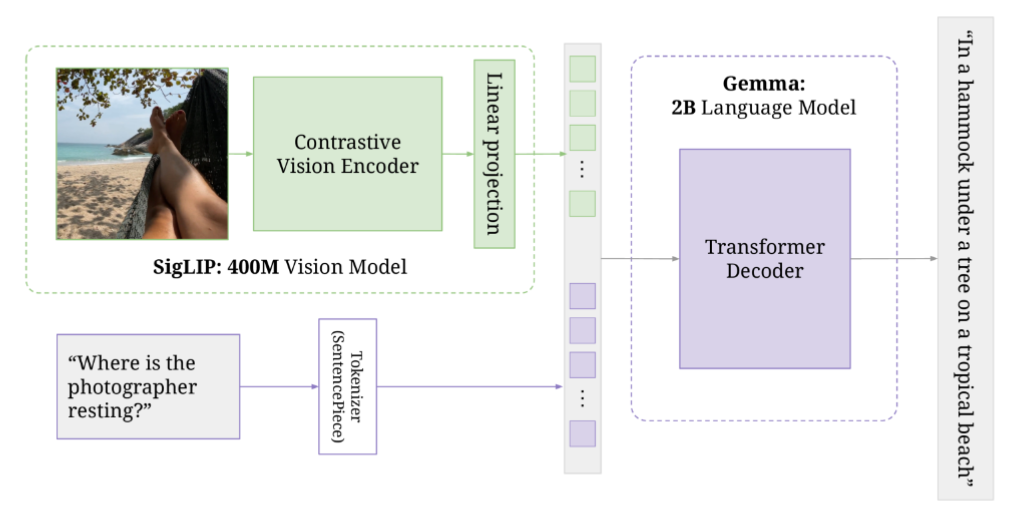 Contrastive
Vision Encoder
Linear projection
SigLIP: 400M Vision Model
“Where is the
photographer
resting?”
Tokenizer
(SentencePiece)
...
...
Gemma:
2B Language Model
Transformer
Decoder
“In a hammock under a tree on a tropical beach”